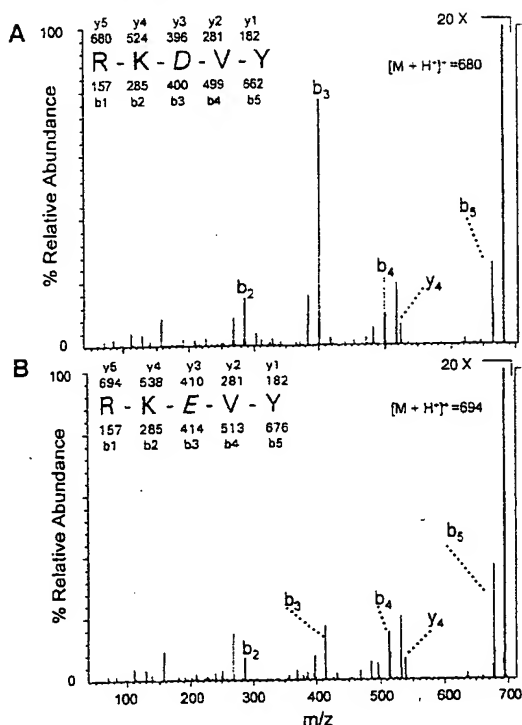 A
100
% Relative Abundance
0
y5 y4 y3 y2 y1
680 524 396 281 182
R - K - D - V - Y
157 285 400 499 662
b1 b2 b3 b4 b5
20 X
[M + H+]+ =680
b2
b3
b4
y4
b5
B
100
% Relative Abundance
0
y5 y4 y3 y2 y1
694 538 410 281 182
R - K - E - V - Y
157 285 414 513 676
b1 b2 b3 b4 b5
20 X
[M + H+]+ =694
b2
b3
b4
y4
b5
100 200 300 400 500 600 700
m/z